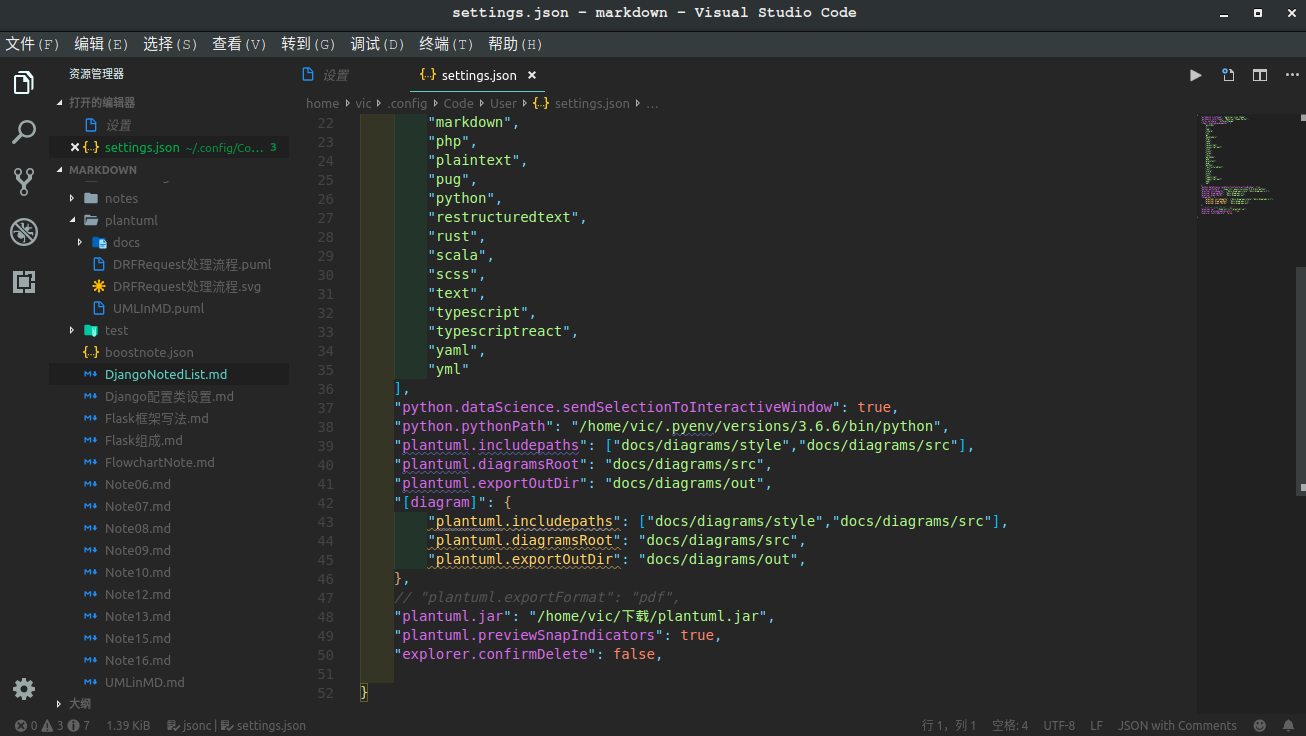 settings.json - markdown - Visual Studio Code
文件(F) 编辑(E) 选择(S) 查看(V) 转到(G) 调试(D) 终端(T) 帮助(H)
资源管理器
打开的编辑器
设置
settings.json ~/.config/Co... 3
MARKDOWN
notes
plantuml
docs
DRFRequest处理流程.puml
DRFRequest处理流程.svg
UMLInMD.puml
test
boostnote.json
DjangoNotedList.md
Django配置类设置.md
Flask框架写法.md
Flask组成.md
FlowchartNote.md
Note06.md
Note07.md
Note08.md
Note09.md
Note10.md
Note12.md
Note13.md
Note15.md
Note16.md
UMLinMD.md
大纲
设置 settings.json
home vic .config Code User {..} settings.json ...
22 "markdown",
23 "php",
24 "plaintext",
25 "pug",
26 "python",
27 "restructuredtext",
28 "rust",
29 "scala",
30 "scss",
31 "text",
32 "typescript",
33 "typescriptreact",
34 "yaml",
35 "yml"
36 ],
37 "python.dataScience.sendSelectionToInteractiveWindow": true,
38 "python.pythonPath": "/home/vic/.pyenv/versions/3.6.6/bin/python",
39 "plantuml.includepaths": ["docs/diagrams/style","docs/diagrams/src"],
40 "plantuml.diagramsRoot": "docs/diagrams/src",
41 "plantuml.exportOutDir": "docs/diagrams/out",
42 "[diagram]": {
43 "plantuml.includepaths": ["docs/diagrams/style","docs/diagrams/src"],
44 "plantuml.diagramsRoot": "docs/diagrams/src",
45 "plantuml.exportOutDir": "docs/diagrams/out",
46 },
47 // "plantuml.exportFormat": "pdf",
48 "plantuml.jar": "/home/vic/下载/plantuml.jar",
49 "plantuml.previewSnapIndicators": true,
50 "explorer.confirmDelete": false,
51
52 }
0 3 7 1.39 KiB jsonc | settings.json 行 1，列 1 空格: 4 UTF-8 LF JSON with Comments